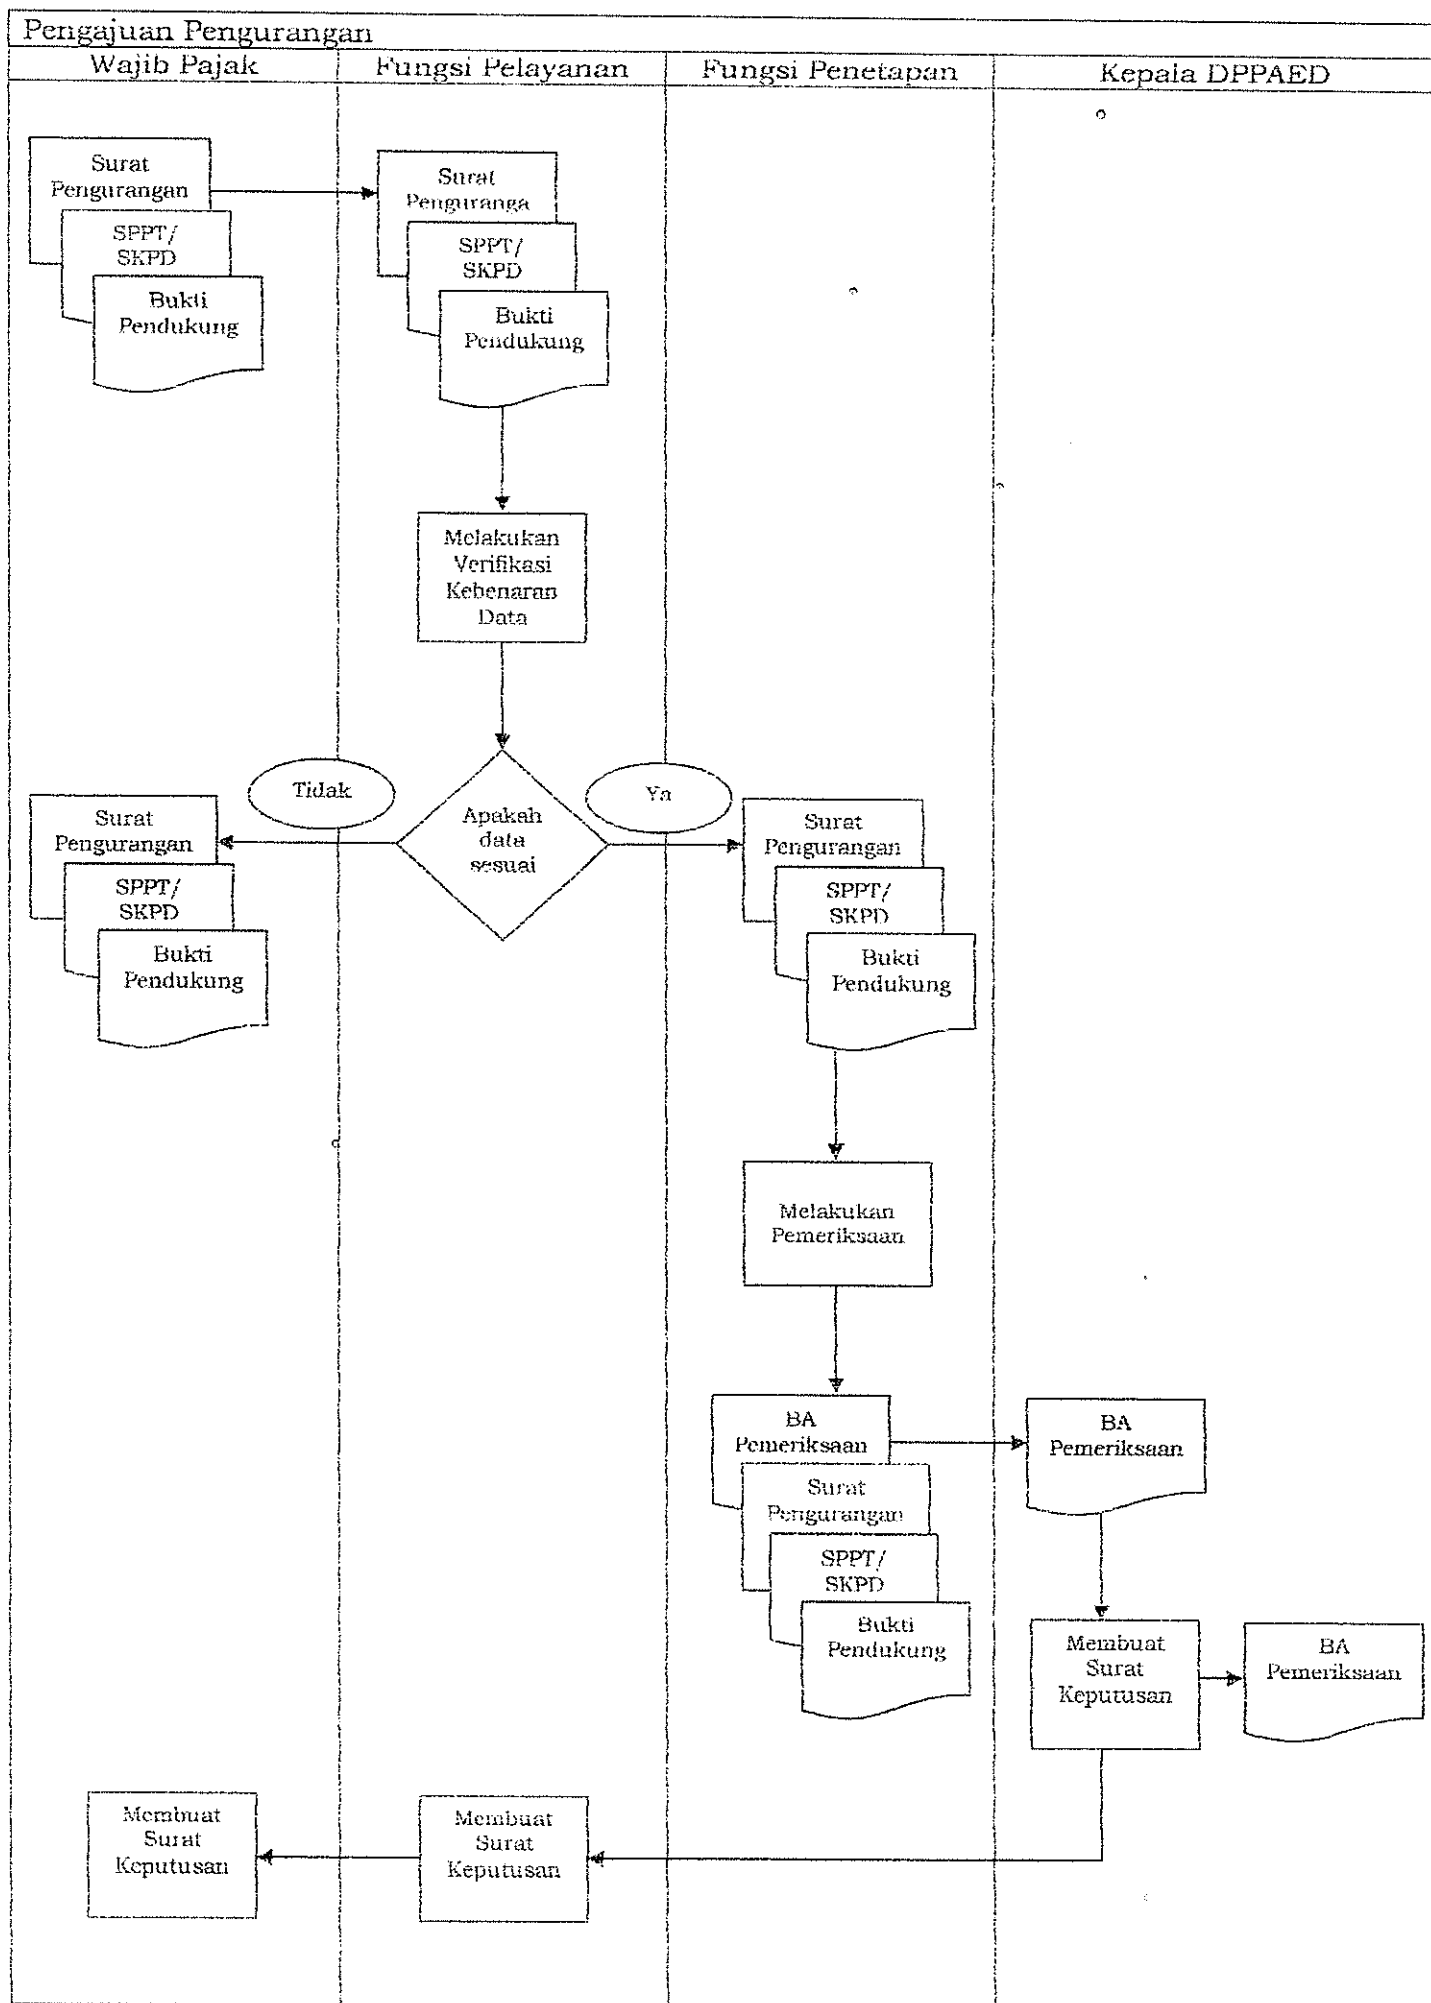 Pengajuan Pengurangan
Wajib Pajak
Fungsi Pelayanan
Fungsi Penetapan
Kepala DPPAED
Surat
Pengurangan
SPPT/
SKPD
Bukti
Pendukung
Surat
Penguranga
SPPT/
SKPD
Bukti
Pendukung
Melakukan
Verifikasi
Kebenaran
Data
Tidak
Apakah
data
sesuai
Ya
Surat
Pengurangan
SPPT/
SKPD
Bukti
Pendukung
Surat
Pengurangan
SPPT/
SKPD
Bukti
Pendukung
Melakukan
Pemeriksaan
BA
Pemeriksaan
Surat
Pengurangan
SPPT/
SKPD
Bukti
Pendukung
BA
Pemeriksaan
Membuat
Surat
Keputusan
BA
Pemeriksaan
Membuat
Surat
Keputusan
Membuat
Surat
Keputusan